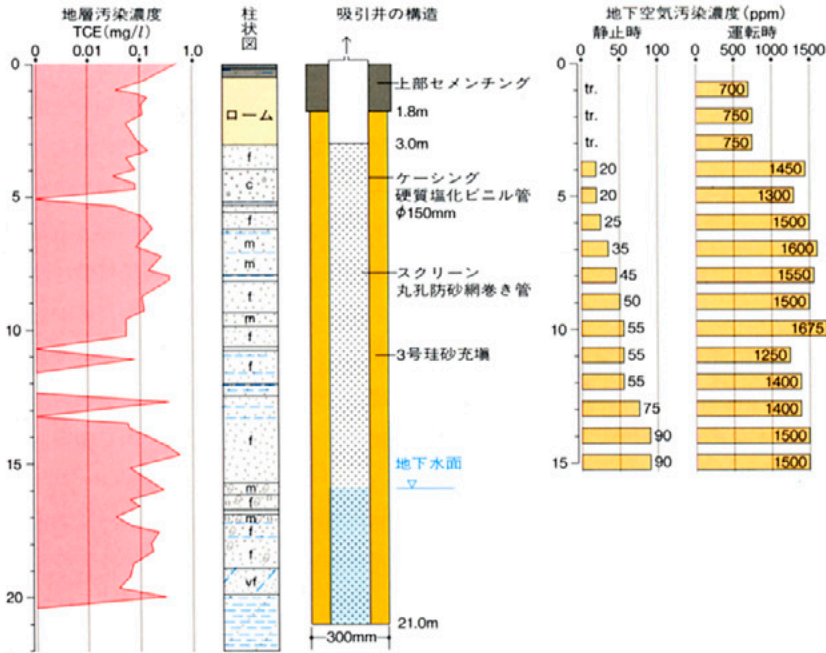 地層汚染濃度
TCE(mg/l)
0 0.01 0.1 1.0
0
5
10
15
20
柱状図
ローム
f
c
f
m
m
f
m
f
f
f
m
f
m
f
f
vf
吸引井の構造
上部セメンチング
1.8m
3.0m
ケーシング
硬質塩化ビニル管
φ150mm
スクリーン
丸孔防砂網巻き管
3号珪砂充塡
地下水面
21.0m
300mm
地下空気汚染濃度(ppm)
静止時 運転時
0 50 100 0 500 1000 1500
0
5
10
15
tr. 700
tr. 750
tr. 750
20 1450
20 1300
25 1500
35 1600
45 1550
50 1500
55 1675
55 1250
55 1400
75 1400
90 1500
90 1500